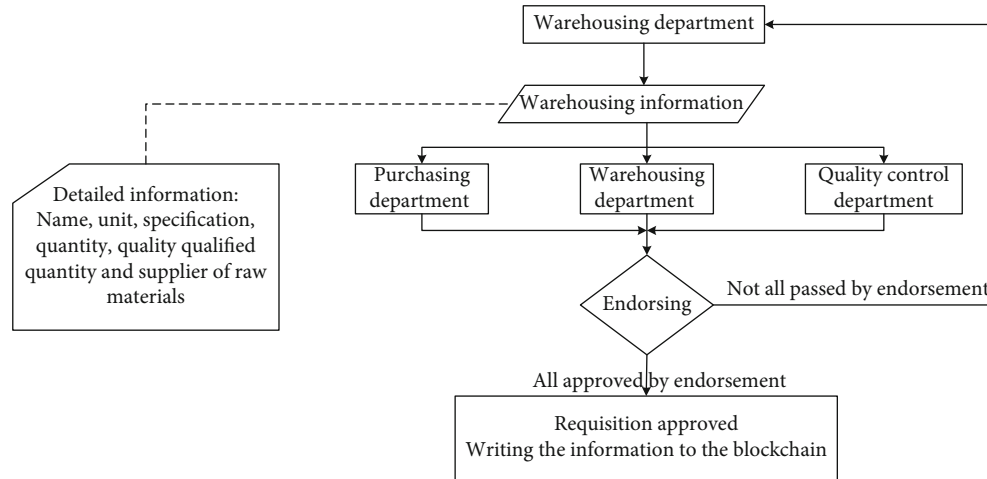 Warehousing department
Warehousing information
Purchasing
department
Warehousing
department
Quality control
department
Detailed information:
Name, unit, specification,
quantity, quality qualified
quantity and supplier of raw
materials
Endorsing
Not all passed by endorsement
All approved by endorsement
Requisition approved
Writing the information to the blockchain